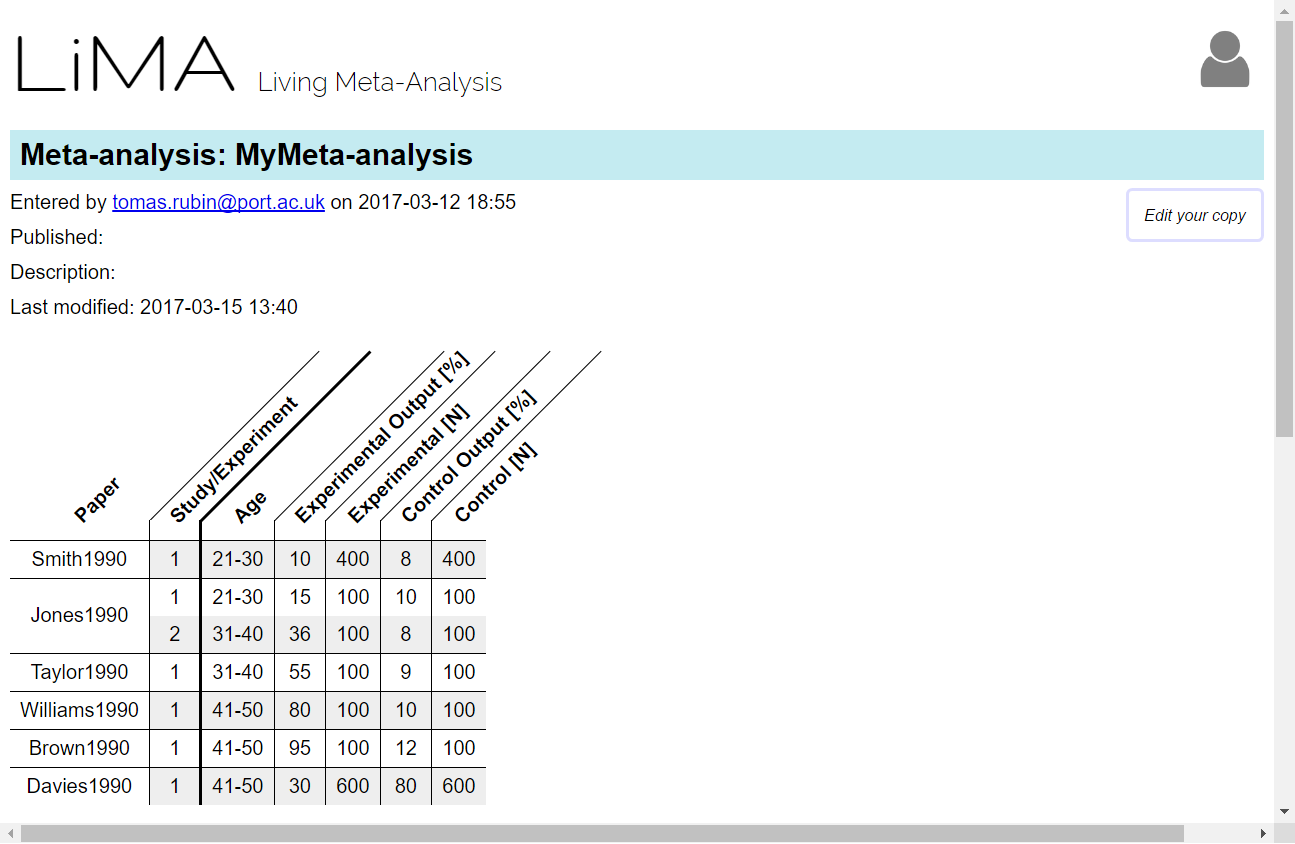 LiMA Living Meta-Analysis
Meta-analysis: MyMeta-analysis
Entered by tomas.rubin@port.ac.uk on 2017-03-12 18:55
Edit your copy
Published:
Description:
Last modified: 2017-03-15 13:40
Paper Study/Experiment Age Experimental Output [%] Experimental [N] Control Output [%] Control [N]
Smith1990 1 21-30 10 400 8 400
Jones1990 1 21-30 15 100 10 100
2 31-40 36 100 8 100
Taylor1990 1 31-40 55 100 9 100
Williams1990 1 41-50 80 100 10 100
Brown1990 1 41-50 95 100 12 100
Davies1990 1 41-50 30 600 80 600